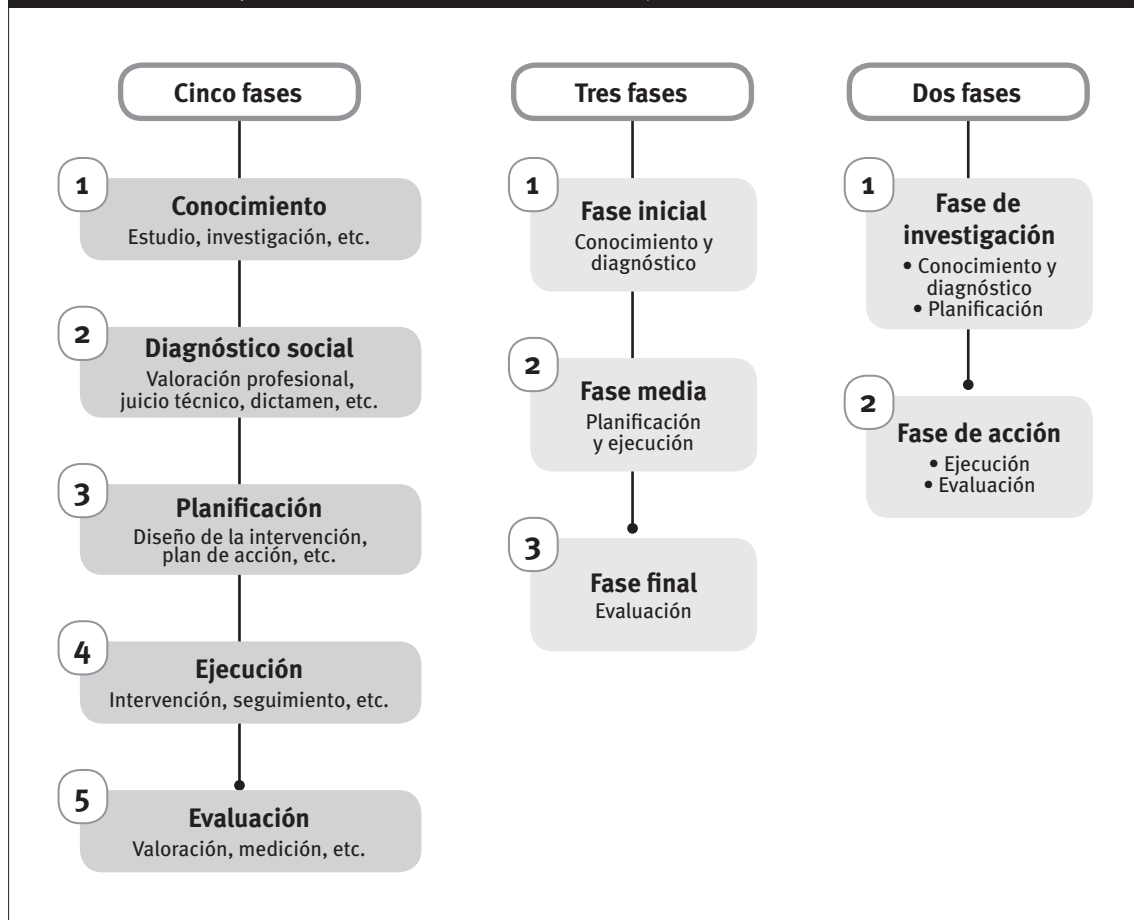 Cinco fases
1
Conocimiento
Estudio, investigación, etc.
2
Diagnóstico social
Valoración profesional,
juicio técnico, dictamen, etc.
3
Planificación
Diseño de la intervención,
plan de acción, etc.
4
Ejecución
Intervención, seguimiento, etc.
5
Evaluación
Valoración, medición, etc.
Tres fases
1
Fase inicial
Conocimiento y
diagnóstico
2
Fase media
Planificación
y ejecución
3
Fase final
Evaluación
Dos fases
1
Fase de
investigación
• Conocimiento y
diagnóstico
• Planificación
2
Fase de acción
• Ejecución
• Evaluación